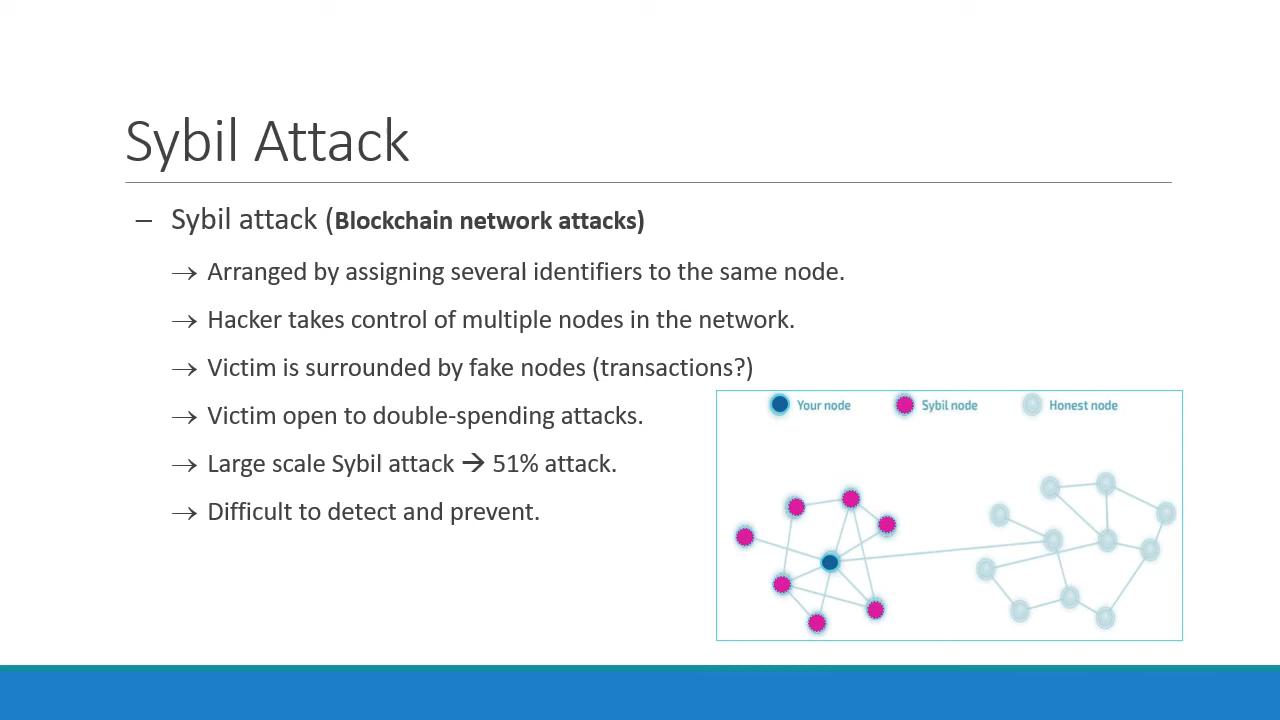 Sybil Attack
– Sybil attack (Blockchain network attacks)
→ Arranged by assigning several identifiers to the same node.
→ Hacker takes control of multiple nodes in the network.
→ Victim is surrounded by fake nodes (transactions?)
→ Victim open to double-spending attacks.
→ Large scale Sybil attack → 51% attack.
→ Difficult to detect and prevent.
Your node Sybil node Honest node